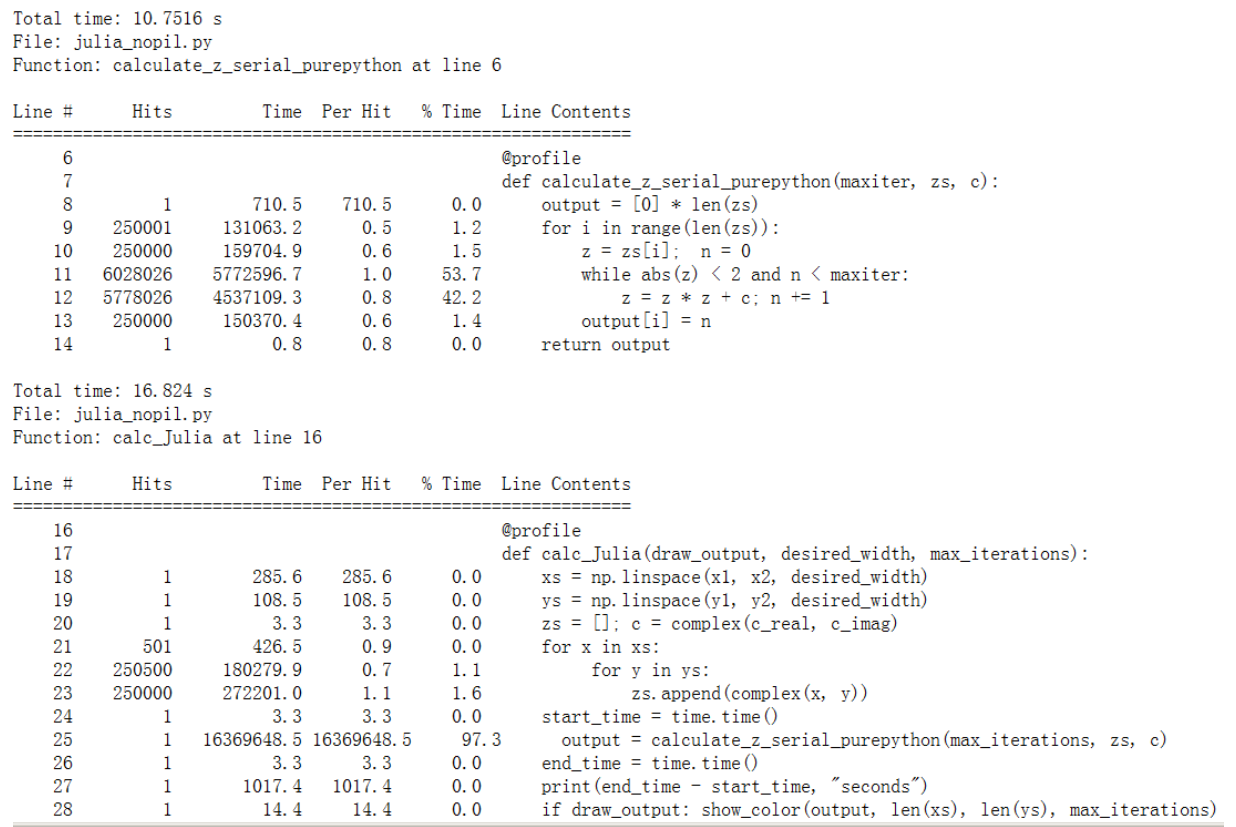 Total time: 10.7516 s
File: julia_nopil.py
Function: calculate_z_serial_purepython at line 6
Line #      Hits         Time  Per Hit   % Time  Line Contents
==============================================================
     6                                           @profile
     7                                           def calculate_z_serial_purepython(maxiter, zs, c):
     8         1        710.5    710.5      0.0      output = [0] * len(zs)
     9    250001     131063.2      0.5      1.2      for i in range(len(zs)):
    10    250000     159704.9      0.6      1.5          z = zs[i];  n = 0
    11   6028026    5772596.7      1.0     53.7          while abs(z) < 2 and n < maxiter:
    12   5778026    4537109.3      0.8     42.2              z = z * z + c; n += 1
    13    250000     150370.4      0.6      1.4          output[i] = n
    14         1          0.8      0.8      0.0      return output
Total time: 16.824 s
File: julia_nopil.py
Function: calc_Julia at line 16
Line #      Hits         Time  Per Hit   % Time  Line Contents
==============================================================
    16                                           @profile
    17                                           def calc_Julia(draw_output, desired_width, max_iterations):
    18         1        285.6    285.6      0.0      xs = np.linspace(x1, x2, desired_width)
    19         1        108.5    108.5      0.0      ys = np.linspace(y1, y2, desired_width)
    20         1          3.3      3.3      0.0      zs = []; c = complex(c_real, c_imag)
    21       501        426.5      0.9      0.0      for x in xs:
    22    250500     180279.9      0.7      1.1           for y in ys:
    23    250000     272201.0      1.1      1.6               zs.append(complex(x, y))
    24         1          3.3      3.3      0.0      start_time = time.time()
    25         1   16369648.5 16369648.5     97.3      output = calculate_z_serial_purepython(max_iterations, zs, c)
    26         1          3.3      3.3      0.0      end_time = time.time()
    27         1       1017.4   1017.4      0.0      print(end_time - start_time, "seconds")
    28         1         14.4     14.4      0.0      if draw_output: show_color(output, len(xs), len(ys), max_iterations)